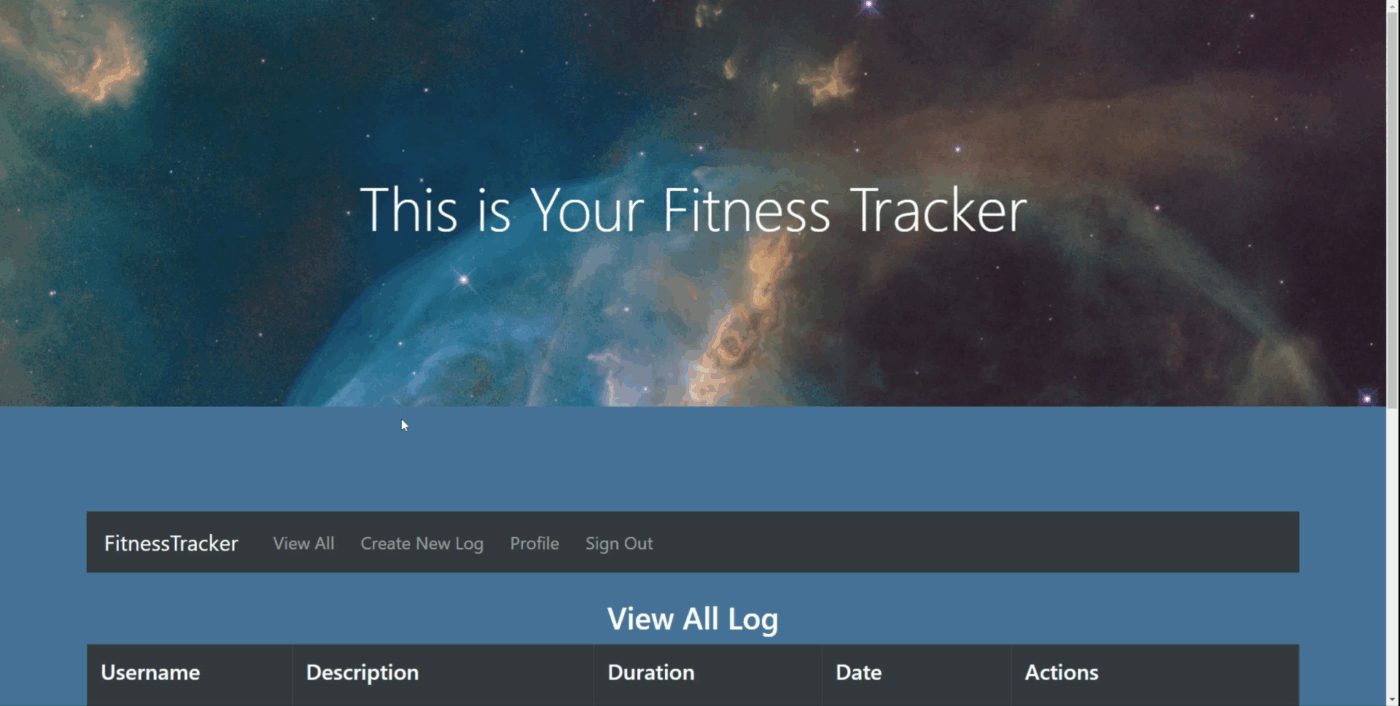 This is Your Fitness Tracker
FitnessTracker View All Create New Log Profile Sign Out
View All Log
Username Description Duration Date Actions